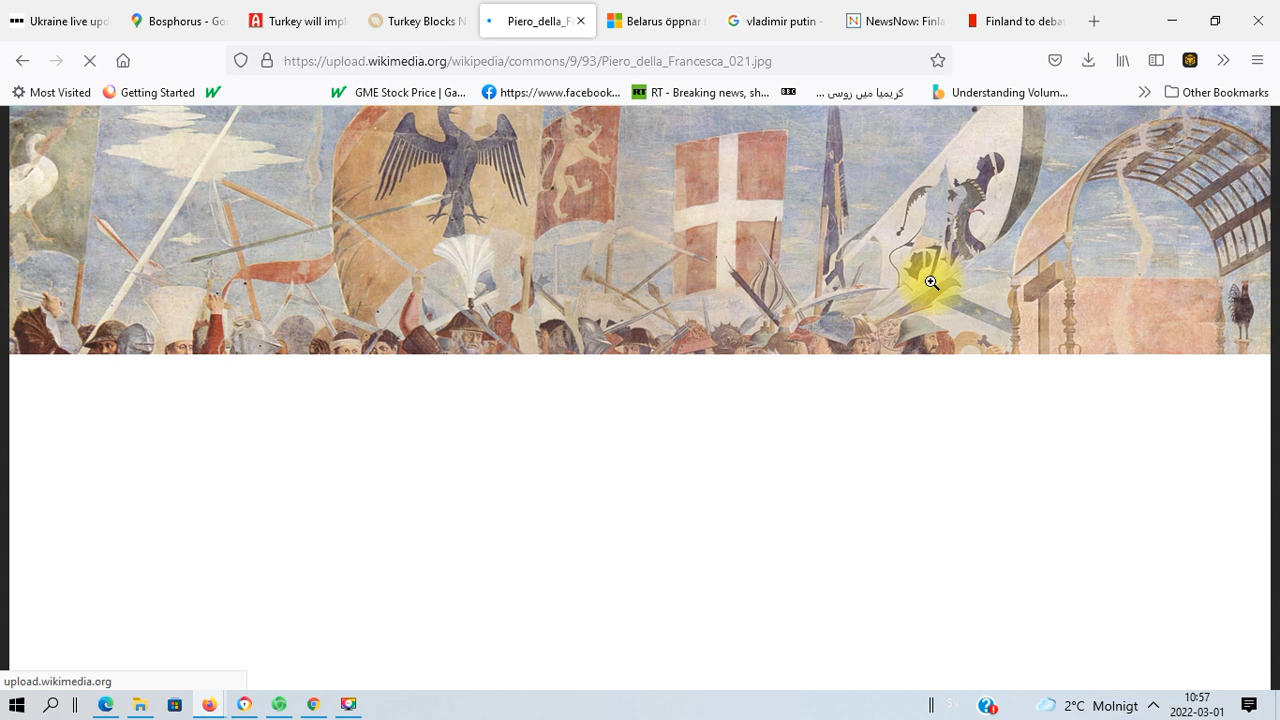 Ukraine live upd
Bosphorus - Go
Turkey will impl
Turkey Blocks N
Piero_della_Fr
Belarus öppnar
vladimir putin -
NewsNow: Finla
Finland to deba
https://upload.wikimedia.org/wikipedia/commons/9/93/Piero_della_Francesca_021.jpg
Most Visited
Getting Started
GME Stock Price | Ga...
https://www.facebook...
RT - Breaking news, sh...
BBC
کریمیا میں روسی ...
Understanding Volum...
Other Bookmarks
upload.wikimedia.org
2°C Molnigt
10:57
2022-03-01